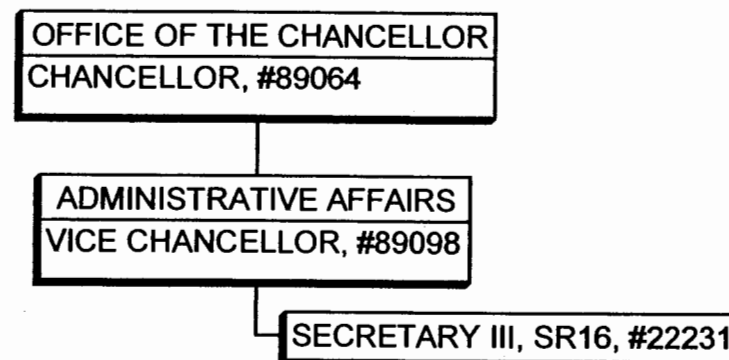 OFFICE OF THE CHANCELLOR
CHANCELLOR, #89064
ADMINISTRATIVE AFFAIRS
VICE CHANCELLOR, #89098
SECRETARY III, SR16, #22231